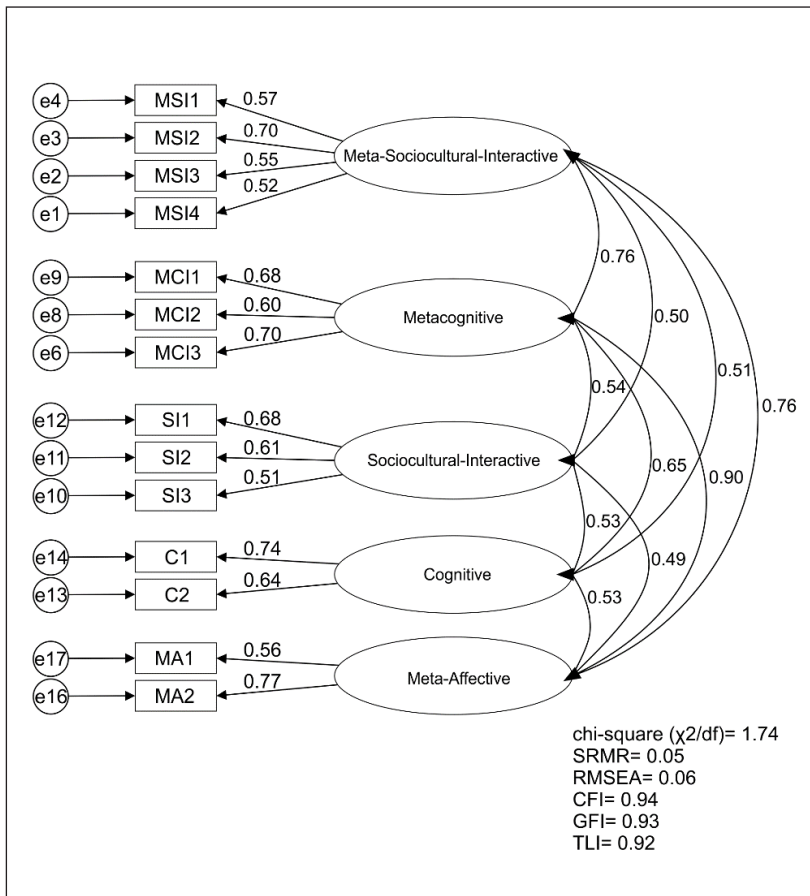 e4
MSI1
0.57
e3
MSI2
0.70
Meta-Sociocultural-Interactive
e2
MSI3
0.55
e1
MSI4
0.52
0.76
e9
MCI1
0.68
e8
MCI2
0.60
Metacognitive
0.50
e6
MCI3
0.70
0.51
0.54
0.76
e12
SI1
0.68
e11
SI2
0.61
Sociocultural-Interactive
0.65
0.90
e10
SI3
0.51
0.53
e14
C1
0.74
0.49
Cognitive
e13
C2
0.64
0.53
e17
MA1
0.56
Meta-Affective
e16
MA2
0.77
chi-square (χ2/df)= 1.74
SRMR= 0.05
RMSEA= 0.06
CFI= 0.94
GFI= 0.93
TLI= 0.92